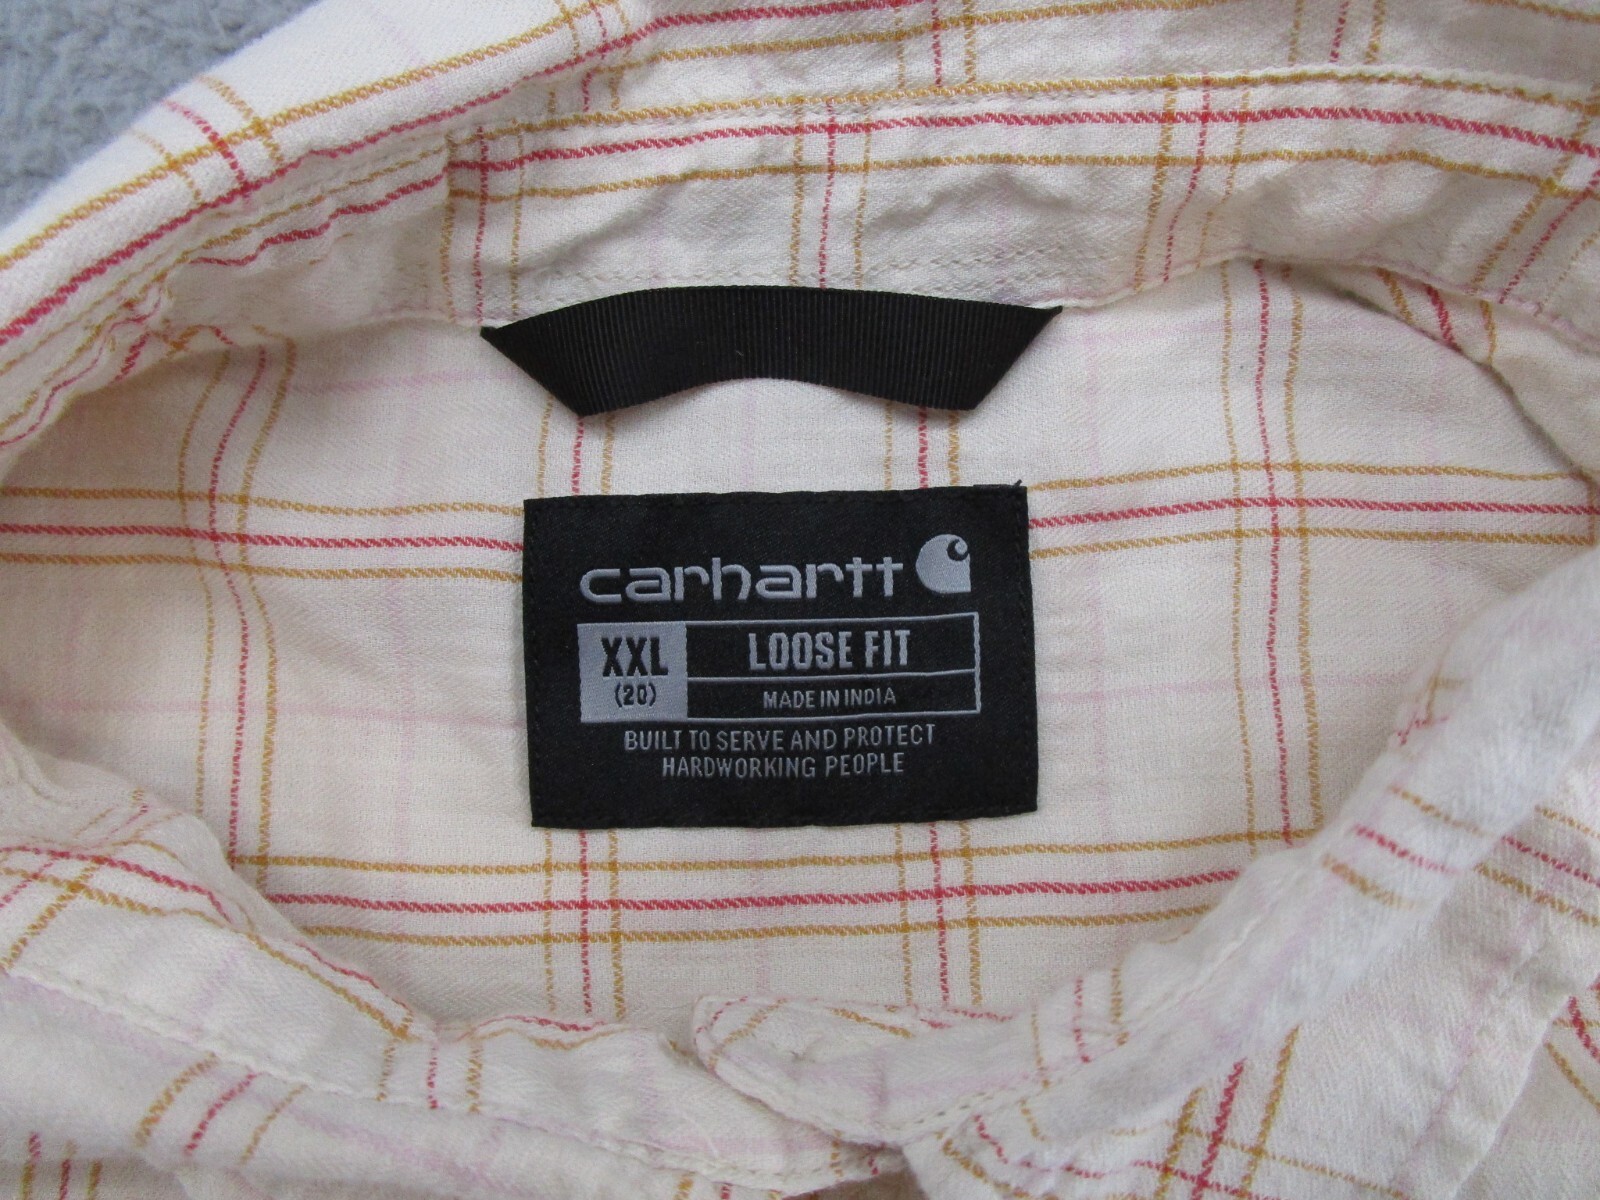 carhartt
XXL
(20)
LOOSE FIT
MADE IN INDIA
BUILT TO SERVE AND PROTECT
HARDWORKING PEOPLE